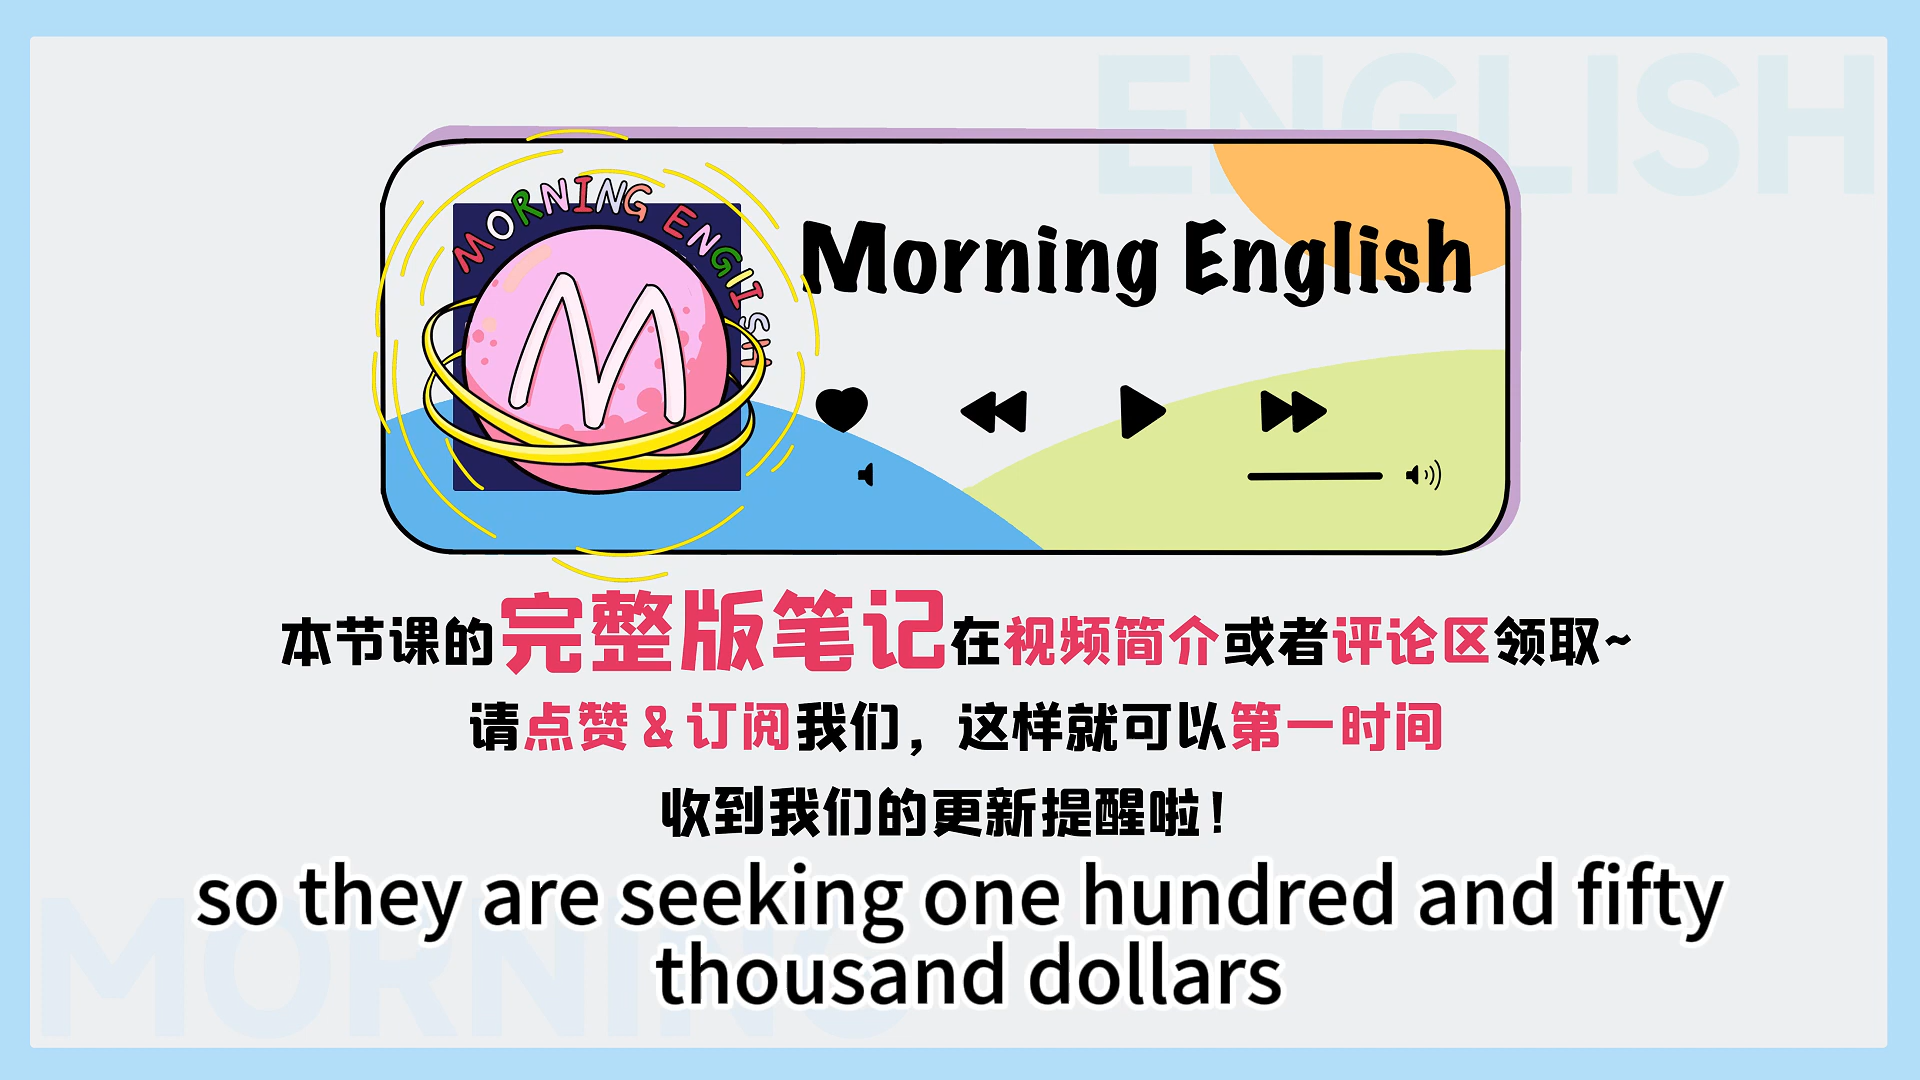 ENGLISH
MORNING ENGLISH
M
Morning English
本节课的完整版笔记在视频简介或者评论区领取~
请点赞&订阅我们，这样就可以第一时间
收到我们的更新提醒啦！
so they are seeking one hundred and fifty
thousand dollars
MORNING